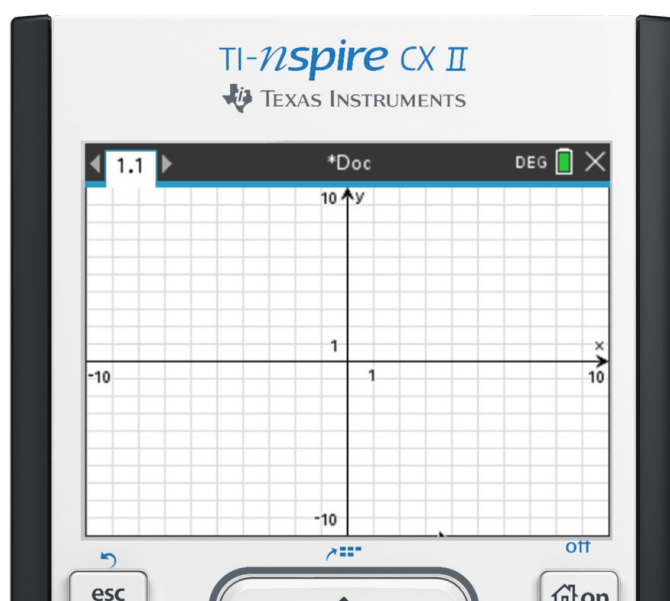 TI-nspire CX II
TEXAS INSTRUMENTS
1.1 *Doc DEG
10 y
1 x
-10 1 10
-10
off
esc on